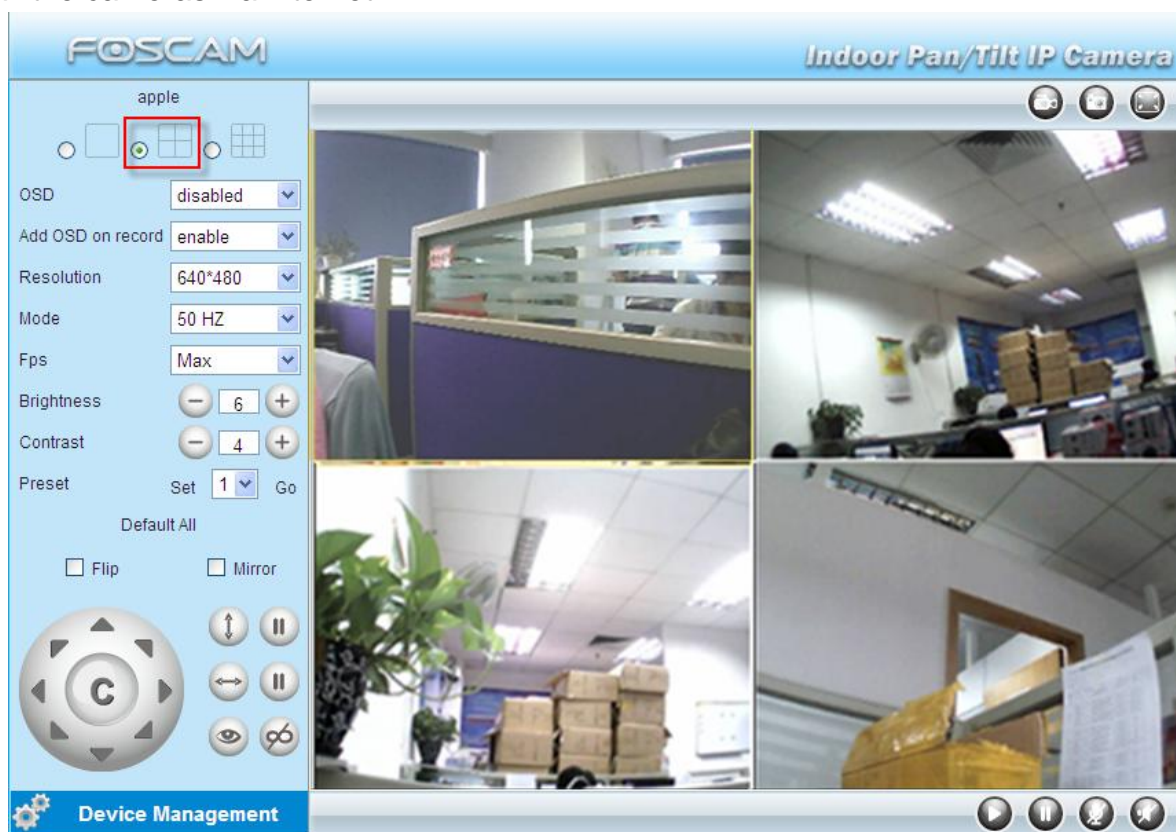 FOSCAM
Indoor Pan/Tilt IP Camera
apple
OSD disabled
Add OSD on record enable
Resolution 640*480
Mode 50 HZ
Fps Max
Brightness 6
Contrast 4
Preset Set 1 Go
Default All
Flip Mirror
C
Device Management